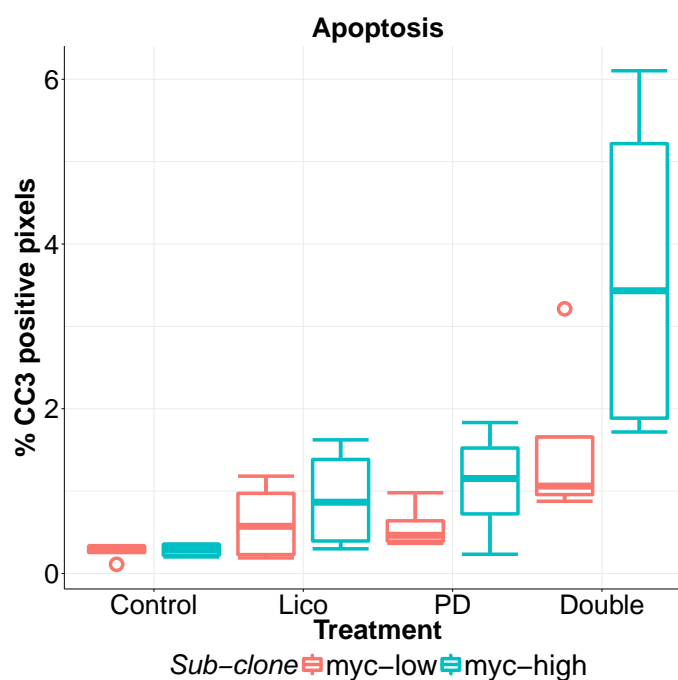 Apoptosis
% CC3 positive pixels
6
4
2
0
Control Lico PD Double
Treatment
Sub−clone myc−low myc−high